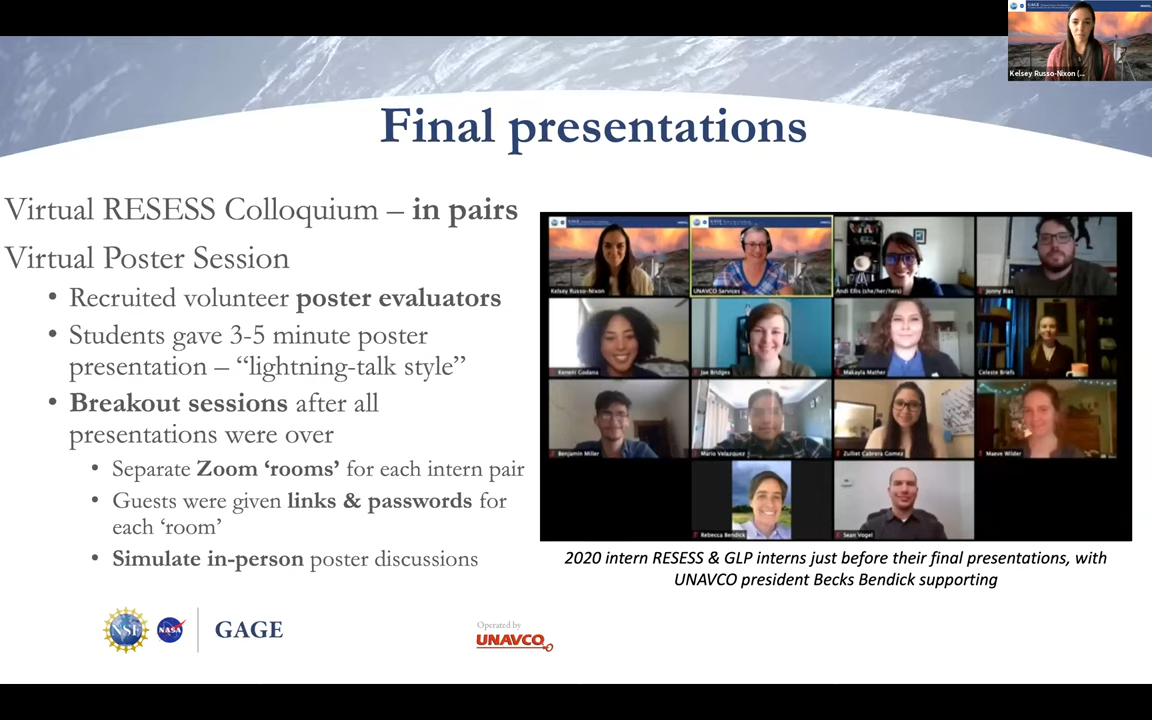 GAGE
Kelsey Russo-Nixon (...
Final presentations
Virtual RESESS Colloquium – in pairs
Virtual Poster Session
• Recruited volunteer poster evaluators
• Students gave 3-5 minute poster
presentation – “lightning-talk style”
• Breakout sessions after all
presentations were over
• Separate Zoom ‘rooms’ for each intern pair
• Guests were given links & passwords for
each ‘room’
• Simulate in-person poster discussions
Kelsey Russo-Nixon
UNAVCO Services
Andi Ellis (she/her/hers)
Jonny Bias
Keneni Godana
Joe Bridges
Makayla Mather
Celeste Briefs
Benjamin Miller
Mario Velazquez
Zulliet Cabrera Gomez
Maeve Wilder
Rebecca Bendick
Sean Vogel
2020 intern RESESS & GLP interns just before their final presentations, with
UNAVCO president Becks Bendick supporting
NSF
NASA
GAGE
Operated by
UNAVCO